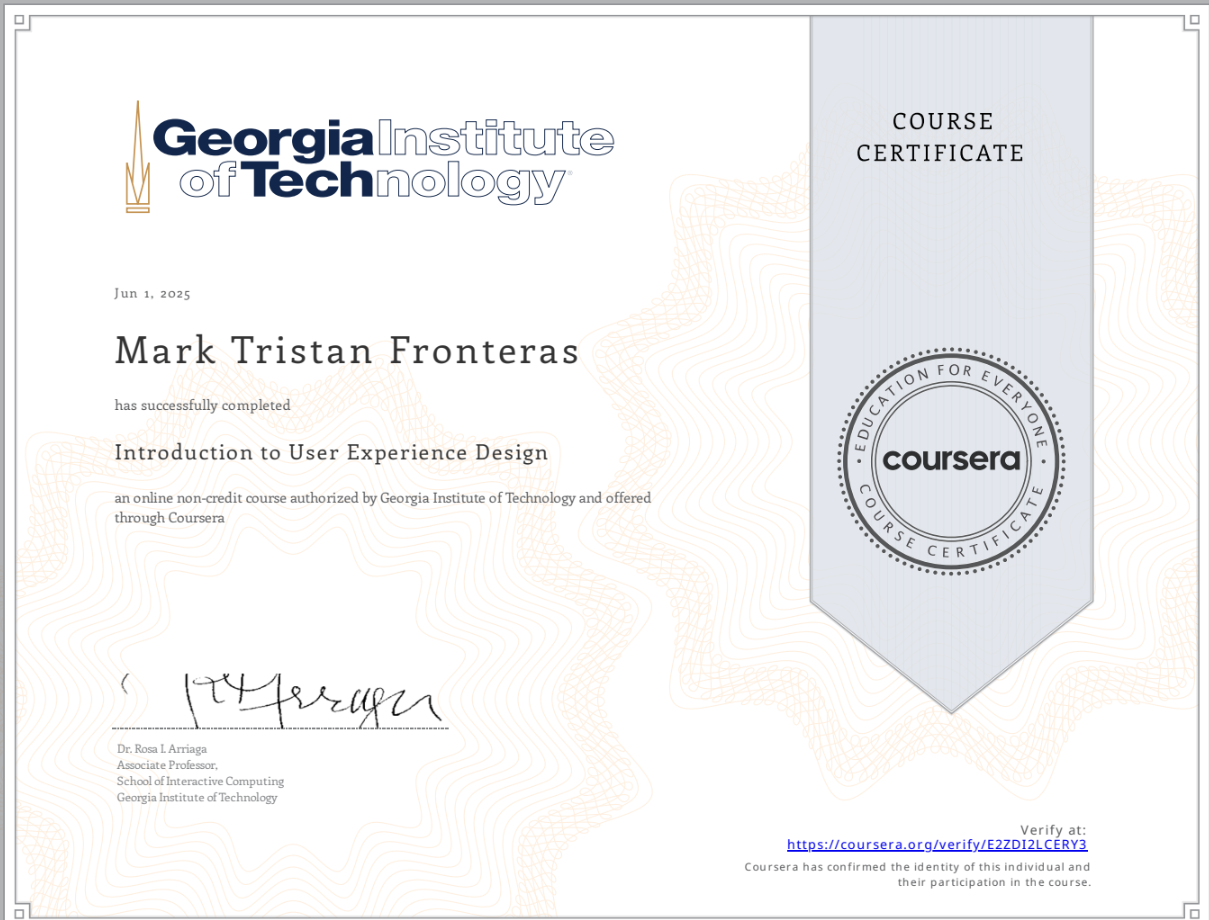 Georgia Institute
of Technology
COURSE
CERTIFICATE
Jun 1, 2025
Mark Tristan Fronteras
has successfully completed
Introduction to User Experience Design
an online non-credit course authorized by Georgia Institute of Technology and offered
through Coursera
EDUCATION FOR EVERYONE
coursera
COURSE CERTIFICATE
Dr. Rosa I. Arriaga
Associate Professor,
School of Interactive Computing
Georgia Institute of Technology
Verify at:
https://coursera.org/verify/E2ZDI2LCERY3
Coursera has confirmed the identity of this individual and
their participation in the course.